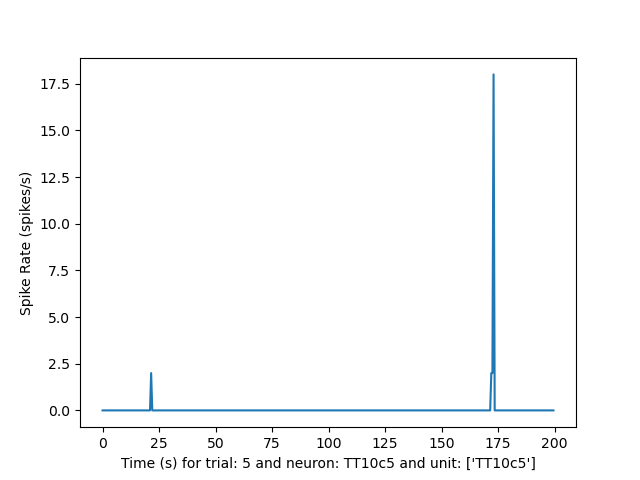 17.5
15.0
12.5
10.0
7.5
5.0
2.5
0.0
Spike Rate (spikes/s)
0 25 50 75 100 125 150 175 200
Time (s) for trial: 5 and neuron: TT10c5 and unit: ['TT10c5']